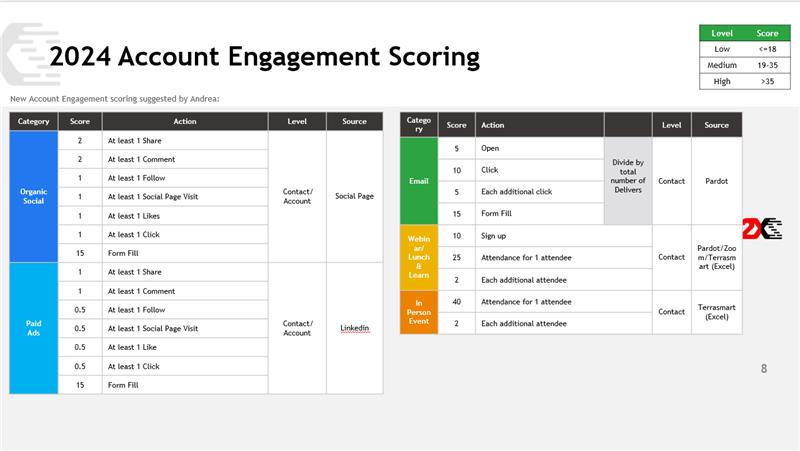 2024 Account Engagement Scoring
Level Score
Low <=18
Medium 19-35
High >35
New Account Engagement scoring suggested by Andrea:
Category Score Action Level Source
Organic
Social
2 At least 1 Share
2 At least 1 Comment
1 At least 1 Follow
1 At least 1 Social Page Visit
1 At least 1 Likes
1 At least 1 Click
15 Form Fill
Contact/
Account
Social Page
Paid
Ads
1 At least 1 Share
1 At least 1 Comment
0.5 At least 1 Follow
0.5 At least 1 Social Page Visit
0.5 At least 1 Like
0.5 At least 1 Click
15 Form Fill
Contact/
Account
Linkedin
Catego
ry
Score Action Level Source
Email
5 Open
10 Click
5 Each additional click
15 Form Fill
Divide by
total
number of
Delivers
Contact
Pardot
Webin
ar/
Lunch
&
Learn
10 Sign up
25 Attendance for 1 attendee
2 Each additional attendee
Contact
Pardot/Zoo
m/Terrasm
art (Excel)
In
Person
Event
40 Attendance for 1 attendee
2 Each additional attendee
Contact
Terrasmart
(Excel)
8